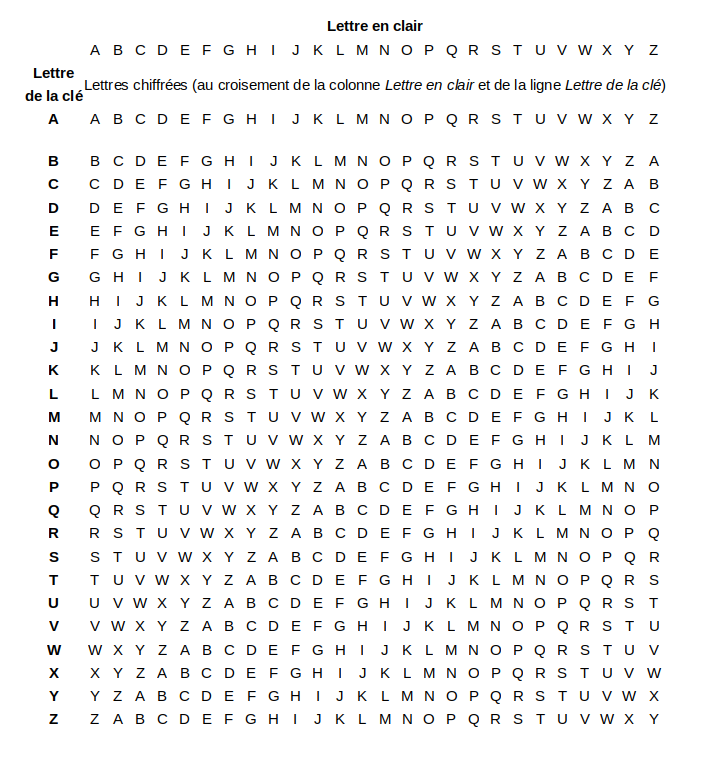 Lettre en clair
A B C D E F G H I J K L M N O P Q R S T U V W X Y Z
Lettre
de la clé
Lettres chiffrées (au croisement de la colonne Lettre en clair et de la ligne Lettre de la clé)
A A B C D E F G H I J K L M N O P Q R S T U V W X Y Z
B B C D E F G H I J K L M N O P Q R S T U V W X Y Z A
C C D E F G H I J K L M N O P Q R S T U V W X Y Z A B
D D E F G H I J K L M N O P Q R S T U V W X Y Z A B C
E E F G H I J K L M N O P Q R S T U V W X Y Z A B C D
F F G H I J K L M N O P Q R S T U V W X Y Z A B C D E
G G H I J K L M N O P Q R S T U V W X Y Z A B C D E F
H H I J K L M N O P Q R S T U V W X Y Z A B C D E F G
I I J K L M N O P Q R S T U V W X Y Z A B C D E F G H
J J K L M N O P Q R S T U V W X Y Z A B C D E F G H I
K K L M N O P Q R S T U V W X Y Z A B C D E F G H I J
L L M N O P Q R S T U V W X Y Z A B C D E F G H I J K
M M N O P Q R S T U V W X Y Z A B C D E F G H I J K L
N N O P Q R S T U V W X Y Z A B C D E F G H I J K L M
O O P Q R S T U V W X Y Z A B C D E F G H I J K L M N
P P Q R S T U V W X Y Z A B C D E F G H I J K L M N O
Q Q R S T U V W X Y Z A B C D E F G H I J K L M N O P
R R S T U V W X Y Z A B C D E F G H I J K L M N O P Q
S S T U V W X Y Z A B C D E F G H I J K L M N O P Q R
T T U V W X Y Z A B C D E F G H I J K L M N O P Q R S
U U V W X Y Z A B C D E F G H I J K L M N O P Q R S T
V V W X Y Z A B C D E F G H I J K L M N O P Q R S T U
W W X Y Z A B C D E F G H I J K L M N O P Q R S T U V
X X Y Z A B C D E F G H I J K L M N O P Q R S T U V W
Y Y Z A B C D E F G H I J K L M N O P Q R S T U V W X
Z Z A B C D E F G H I J K L M N O P Q R S T U V W X Y